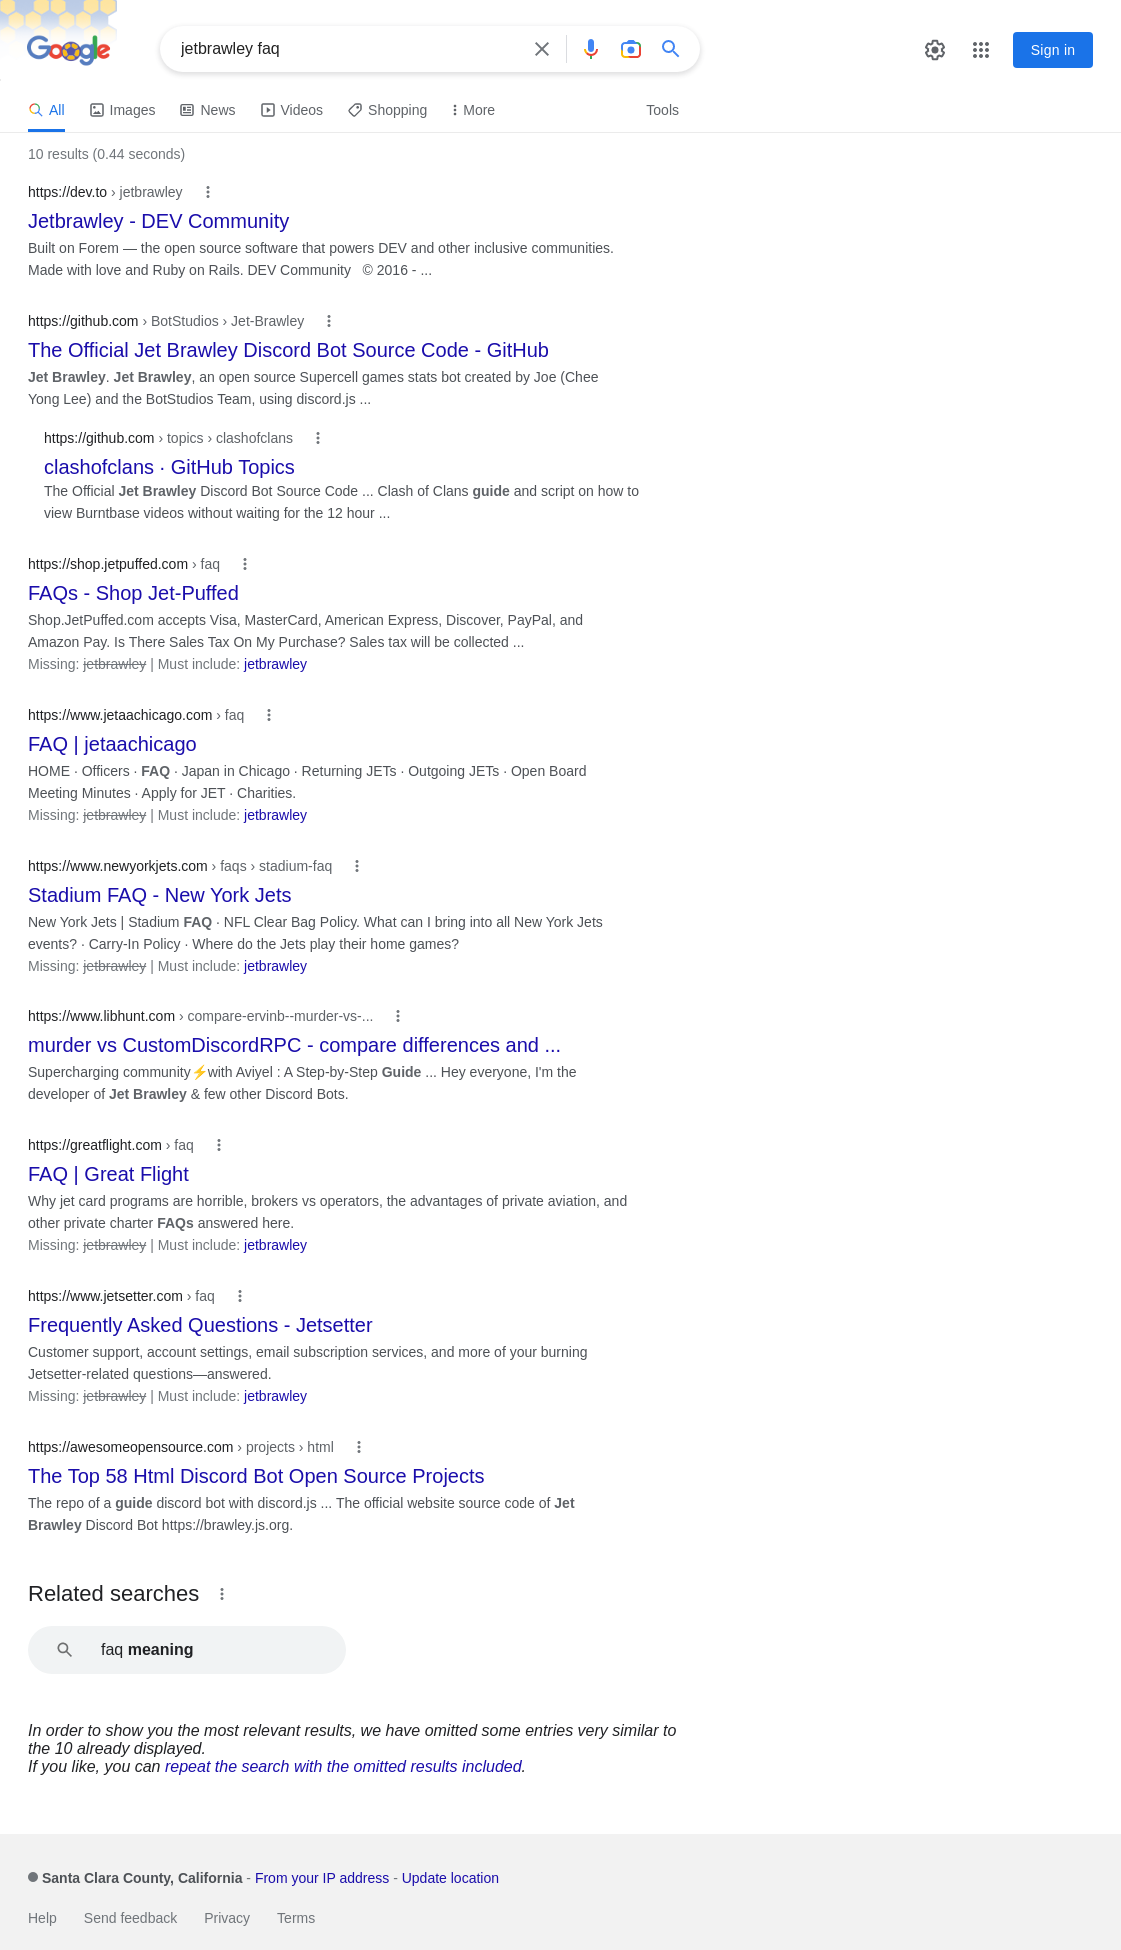 Google
jetbrawley faq
Sign in
All
Images
News
Videos
Shopping
More
Tools
10 results (0.44 seconds)
https://dev.to › jetbrawley
Jetbrawley - DEV Community
Built on Forem — the open source software that powers DEV and other inclusive communities.
Made with love and Ruby on Rails. DEV Community © 2016 - ...
https://github.com › BotStudios › Jet-Brawley
The Official Jet Brawley Discord Bot Source Code - GitHub
Jet Brawley. Jet Brawley, an open source Supercell games stats bot created by Joe (Chee
Yong Lee) and the BotStudios Team, using discord.js ...
https://github.com › topics › clashofclans
clashofclans · GitHub Topics
The Official Jet Brawley Discord Bot Source Code ... Clash of Clans guide and script on how to
view Burntbase videos without waiting for the 12 hour ...
https://shop.jetpuffed.com › faq
FAQs - Shop Jet-Puffed
Shop.JetPuffed.com accepts Visa, MasterCard, American Express, Discover, PayPal, and
Amazon Pay. Is There Sales Tax On My Purchase? Sales tax will be collected ...
Missing: jetbrawley | Must include: jetbrawley
https://www.jetaachicago.com › faq
FAQ | jetaachicago
HOME · Officers · FAQ · Japan in Chicago · Returning JETs · Outgoing JETs · Open Board
Meeting Minutes · Apply for JET · Charities.
Missing: jetbrawley | Must include: jetbrawley
https://www.newyorkjets.com › faqs › stadium-faq
Stadium FAQ - New York Jets
New York Jets | Stadium FAQ · NFL Clear Bag Policy. What can I bring into all New York Jets
events? · Carry-In Policy · Where do the Jets play their home games?
Missing: jetbrawley | Must include: jetbrawley
https://www.libhunt.com › compare-ervinb--murder-vs-...
murder vs CustomDiscordRPC - compare differences and ...
Supercharging community⚡with Aviyel : A Step-by-Step Guide ... Hey everyone, I'm the
developer of Jet Brawley & few other Discord Bots.
https://greatflight.com › faq
FAQ | Great Flight
Why jet card programs are horrible, brokers vs operators, the advantages of private aviation, and
other private charter FAQs answered here.
Missing: jetbrawley | Must include: jetbrawley
https://www.jetsetter.com › faq
Frequently Asked Questions - Jetsetter
Customer support, account settings, email subscription services, and more of your burning
Jetsetter-related questions—answered.
Missing: jetbrawley | Must include: jetbrawley
https://awesomeopensource.com › projects › html
The Top 58 Html Discord Bot Open Source Projects
The repo of a guide discord bot with discord.js ... The official website source code of Jet
Brawley Discord Bot https://brawley.js.org.
Related searches
faq meaning
In order to show you the most relevant results, we have omitted some entries very similar to
the 10 already displayed.
If you like, you can repeat the search with the omitted results included.
Santa Clara County, California - From your IP address - Update location
Help
Send feedback
Privacy
Terms